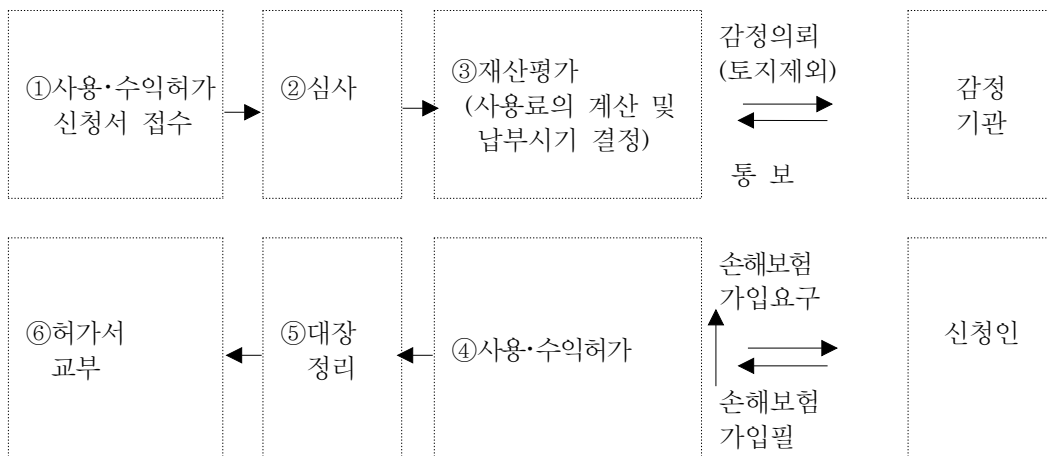 ①사용·수익허가
신청서 접수
②심사
③재산평가
(사용료의 계산 및
납부시기 결정)
감정의뢰
(토지제외)
통 보
감정
기관
⑥허가서
교부
⑤대장
정리
④사용·수익허가
손해보험
가입요구
손해보험
가입필
신청인